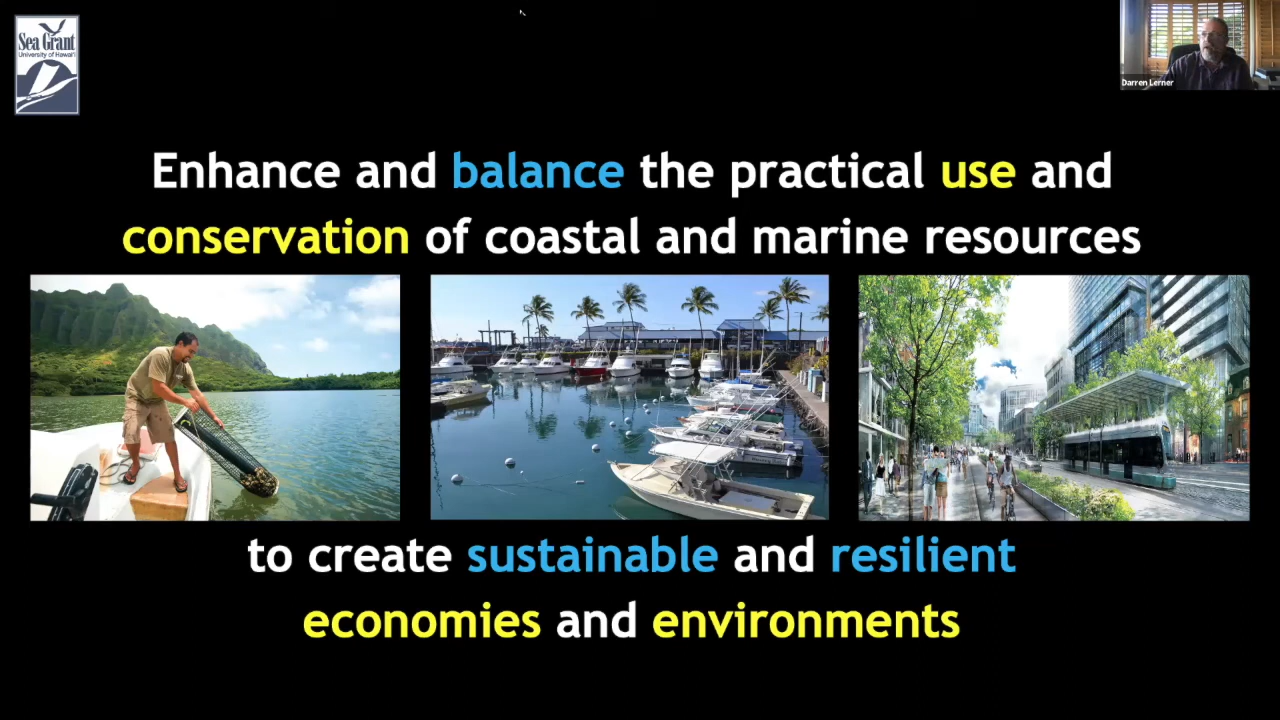 Sea Grant
University of Hawai'i
Darren Lerner
Enhance and balance the practical use and
conservation of coastal and marine resources
to create sustainable and resilient
economies and environments